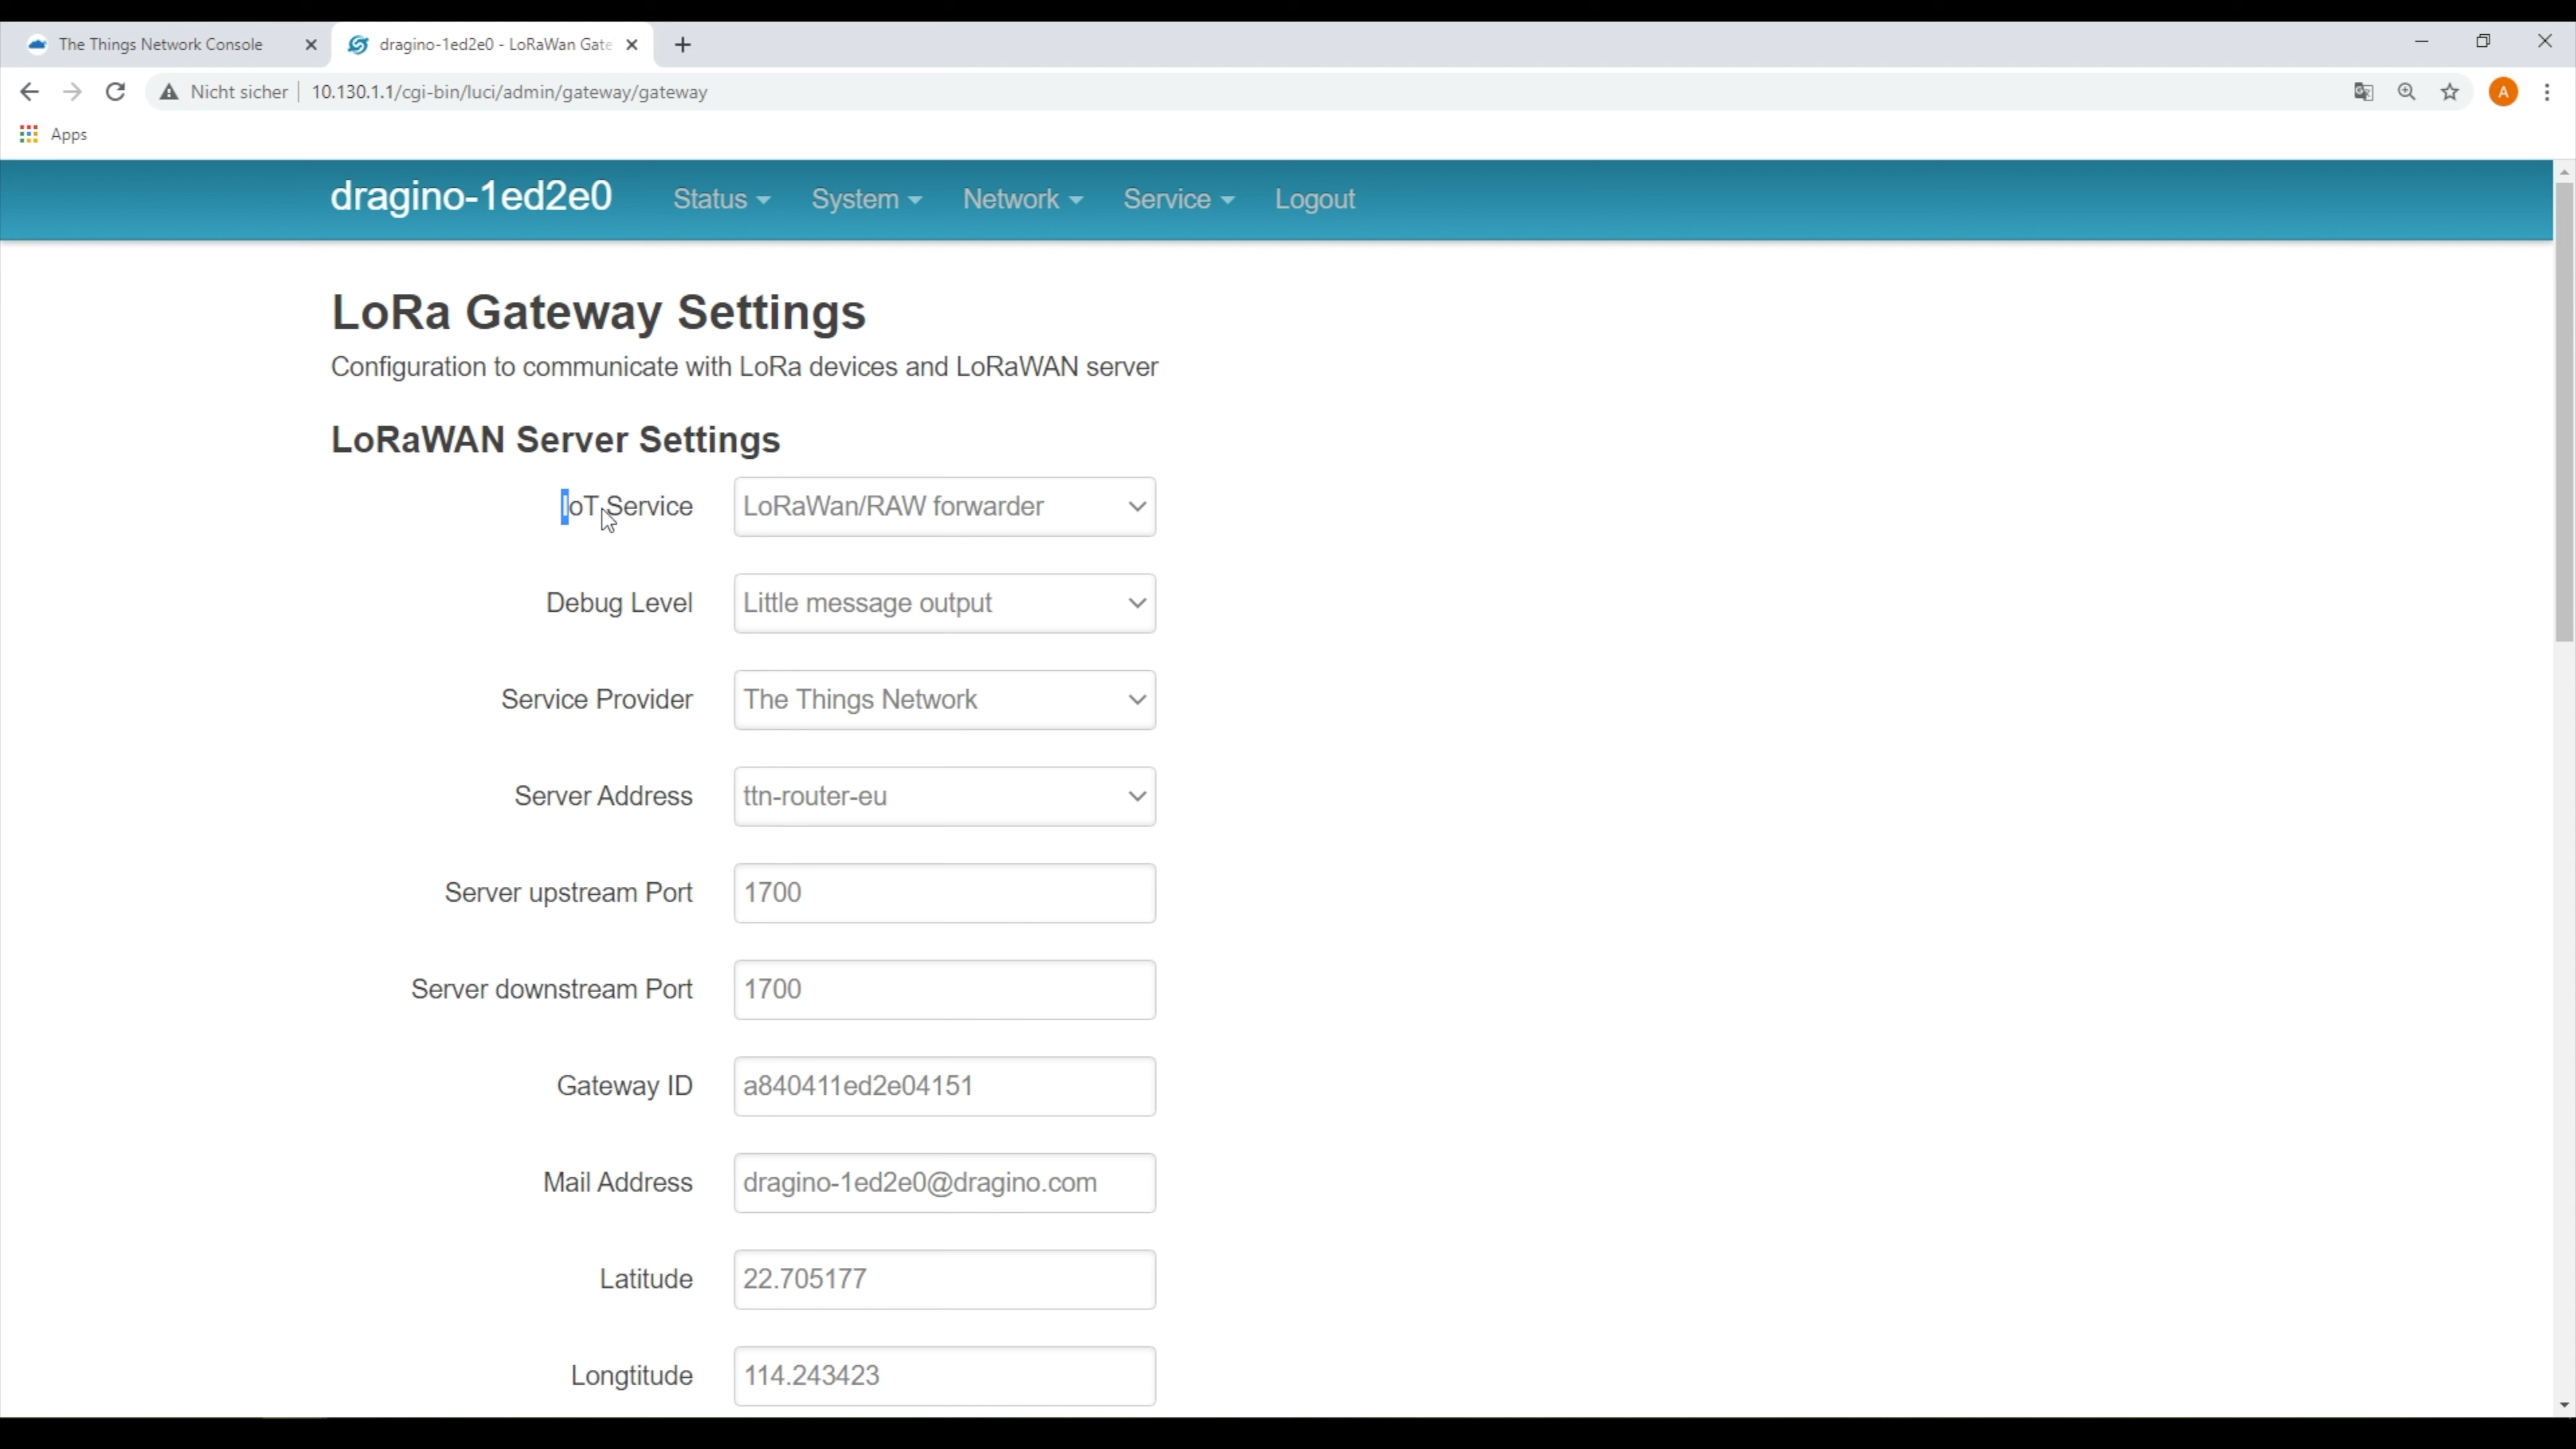 The Things Network Console
dragino-1ed2e0 - LoRaWan Gate
Nicht sicher
10.130.1.1/cgi-bin/luci/admin/gateway/gateway
A
Apps
dragino-1ed2e0 Status System Network Service Logout
LoRa Gateway Settings
Configuration to communicate with LoRa devices and LoRaWAN server
LoRaWAN Server Settings
IoT Service LoRaWan/RAW forwarder
Debug Level Little message output
Service Provider The Things Network
Server Address ttn-router-eu
Server upstream Port 1700
Server downstream Port 1700
Gateway ID a840411ed2e04151
Mail Address dragino-1ed2e0@dragino.com
Latitude 22.705177
Longtitude 114.243423